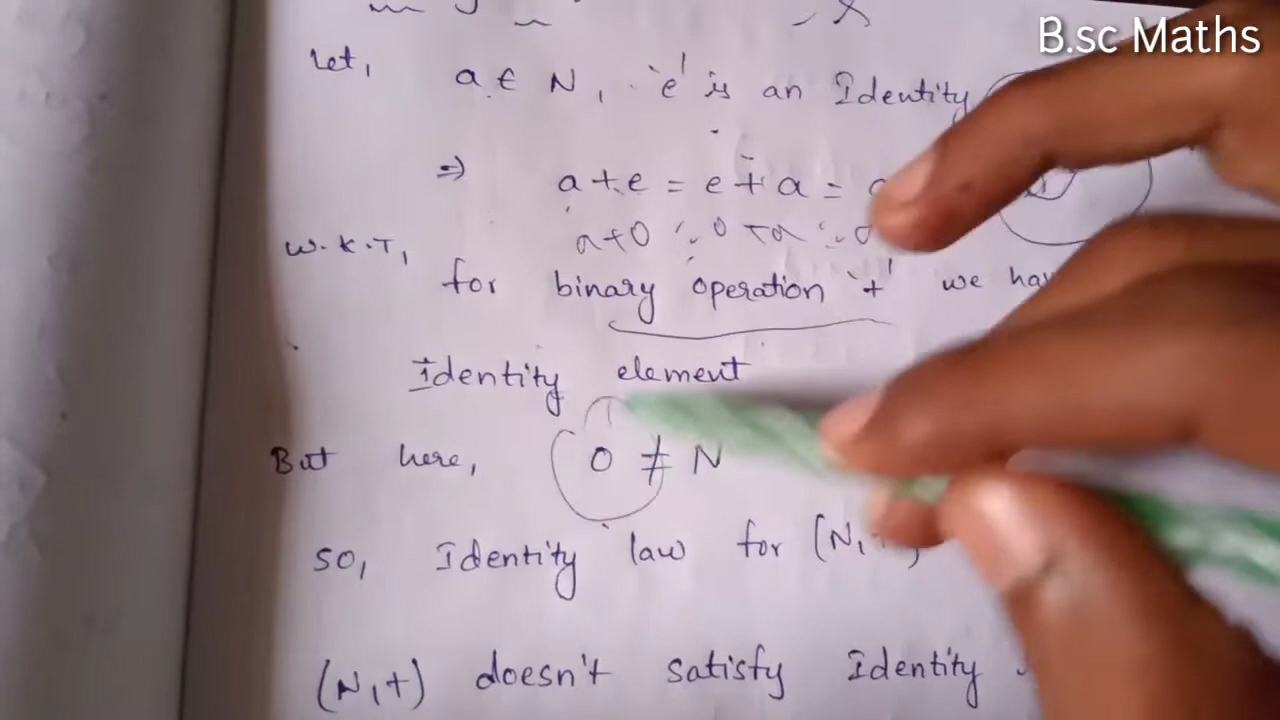 B.sc Maths
Let, a ∈ N, 'e' is an Identity
⇒ a + e = e + a =
a + 0 = 0 + a =
W.K.T, for binary operation '+' we
Identity element
But here, 0 ≠ N
so, Identity law for (N,+)
(N,+) doesn't satisfy Identity